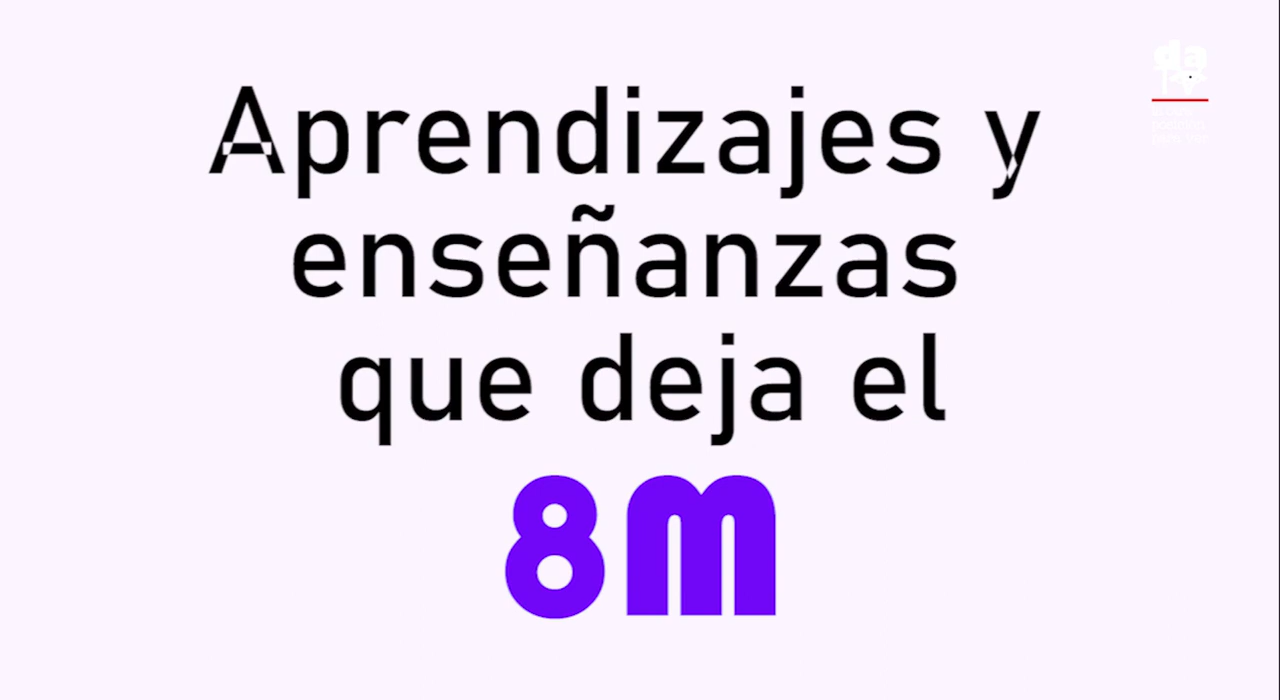 Aprendizajes y
enseñanzas
que deja el
8M